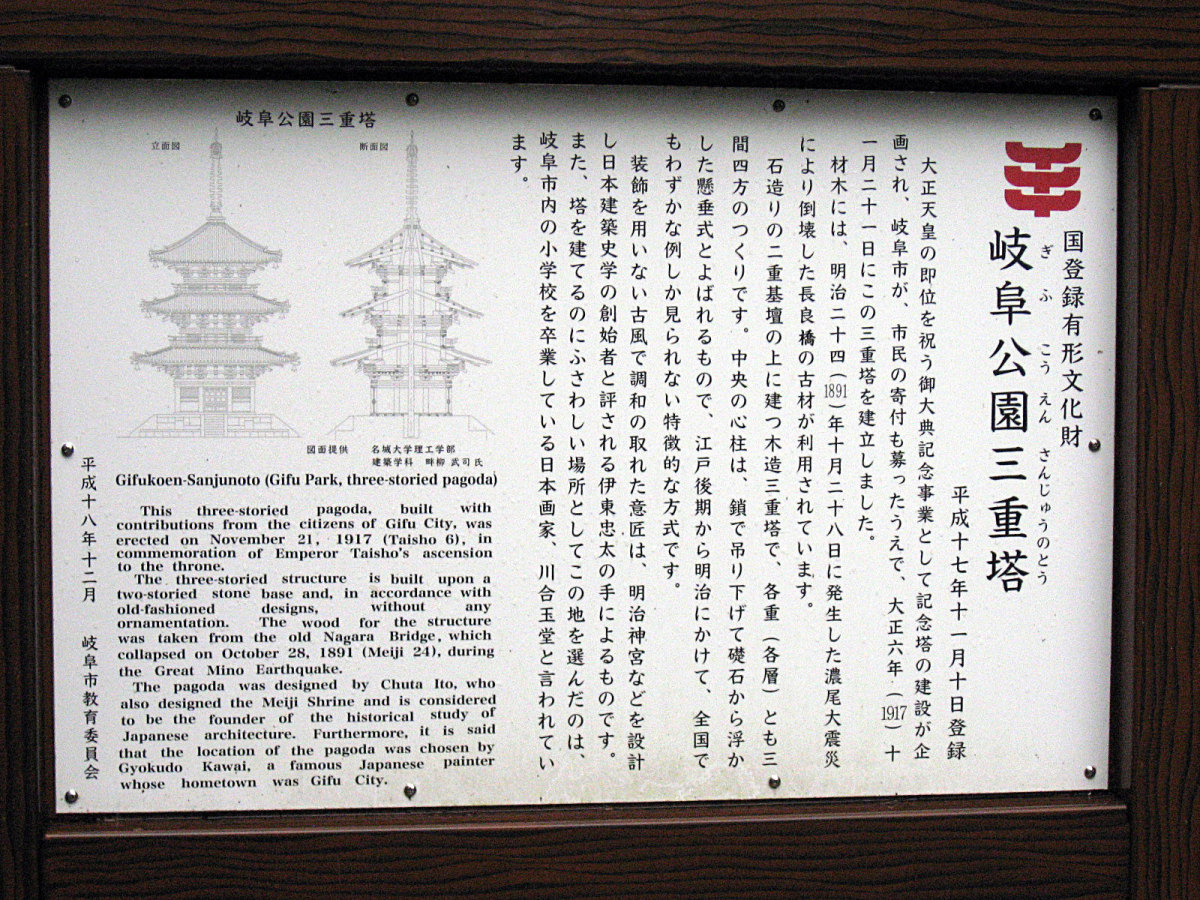 国登録有形文化財
岐阜公園三重塔
ぎふこうえんさんじゅうのとう
平成十七年十一月十日登録
大正天皇の即位を祝う御大典記念事業として記念塔の建設が企
画され、岐阜市が、市民の寄付も募ったうえで、大正六年(1917)十
一月二十一日にこの三重塔を建立しました。
材木には、明治二十四(1891)年十月二十八日に発生した濃尾大震災
により倒壊した長良橋の古材が利用されています。
石造りの二重基壇の上に建つ木造三重塔で、各重(各層)とも三
間四方のつくりです。中央の心柱は、鎖で吊り下げて礎石から浮か
した懸垂式とよばれるもので、江戸後期から明治にかけて、全国で
もわずかな例しか見られない特徴的な方式です。
装飾を用いない古風で調和の取れた意匠は、明治神宮などを設計
し日本建築史学の創始者と評される伊東忠太の手によるものです。
また、塔を建てるのにふさわしい場所としてこの地を選んだのは、
岐阜市内の小学校を卒業している日本画家、川合玉堂と言われてい
ます。
岐阜公園三重塔
立面図
断面図
図面提供 名城大学理工学部
建築学科 畔柳 武司 氏
Gifukoen-Sanjunoto (Gifu Park, three-storied pagoda)
This three-storied pagoda, built with
contributions from the citizens of Gifu City, was
erected on November 21, 1917 (Taisho 6), in
commemoration of Emperor Taisho's ascension
to the throne.
The three-storied structure is built upon a
two-storied stone base and, in accordance with
old-fashioned designs, without any
ornamentation. The wood for the structure
was taken from the old Nagara Bridge, which
collapsed on October 28, 1891 (Meiji 24), during
the Great Mino Earthquake.
The pagoda was designed by Chuta Ito, who
also designed the Meiji Shrine and is considered
to be the founder of the historical study of
Japanese architecture. Furthermore, it is said
that the location of the pagoda was chosen by
Gyokudo Kawai, a famous Japanese painter
whose hometown was Gifu City.
平成十八年十二月 岐阜市教育委員会